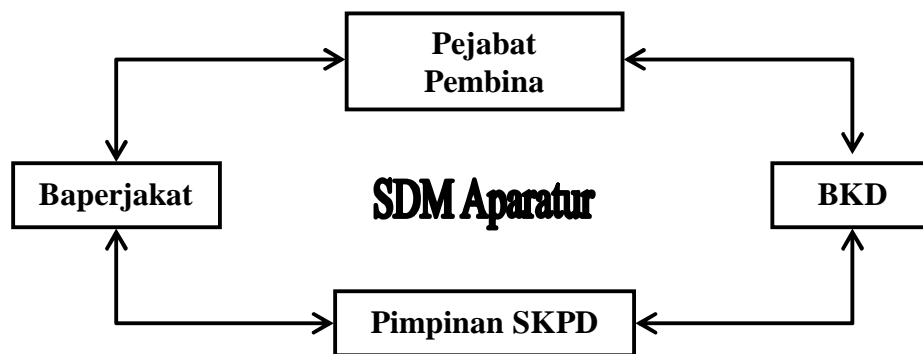 Pejabat
Pembina
Baperjakat
SDM Aparatur
BKD
Pimpinan SKPD